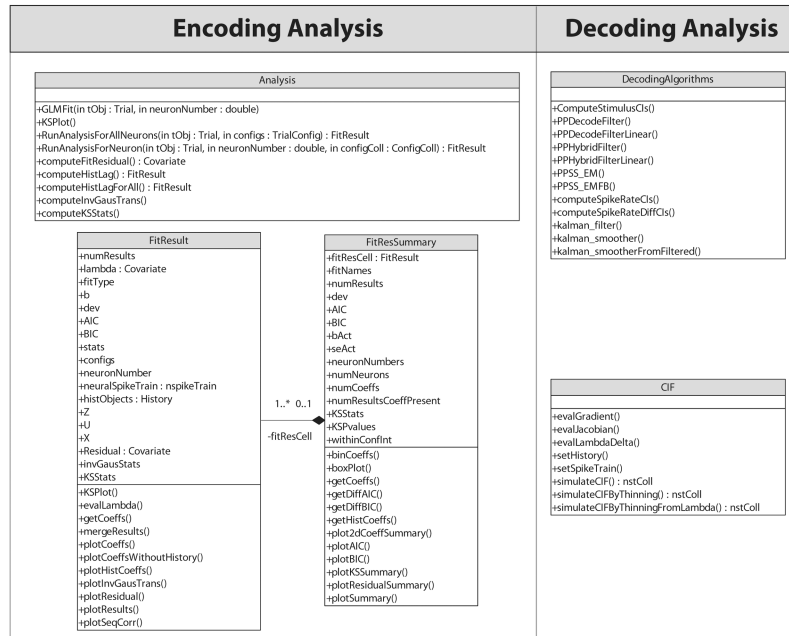 Encoding Analysis
Decoding Analysis
Analysis
+GLMFit(in tObj : Trial, in neuronNumber : double)
+KSPlot()
+RunAnalysisForAllNeurons(in tObj : Trial, in configs : TrialConfig) : FitResult
+RunAnalysisForNeuron(in tObj : Trial, in neuronNumber : double, in configColl : ConfigColl) : FitResult
+computeFitResidual() : Covariate
+computeHistLag() : FitResult
+computeHistLagForAll() : FitResult
+computeInvGausTrans()
+computeKSStats()
FitResult
+numResults
+lambda : Covariate
+fitType
+b
+dev
+AIC
+BIC
+stats
+configs
+neuronNumber
+neuralSpikeTrain : nspikeTrain
+histObjects : History
+Z
+U
+X
+Residual : Covariate
+invGausStats
+KSStats
+KSPlot()
+evalLambda()
+getCoeffs()
+mergeResults()
+plotCoeffs()
+plotCoeffsWithoutHistory()
+plotHistCoeffs()
+plotInvGausTrans()
+plotResidual()
+plotResults()
+plotSeqCorr()
1..* 0..1
-fitResCell
FitResSummary
+fitResCell : FitResult
+fitNames
+numResults
+dev
+AIC
+BIC
+bAct
+seAct
+neuronNumbers
+numNeurons
+numCoeffs
+numResultsCoeffPresent
+KSStats
+KSPvalues
+withinConfInt
+binCoeffs()
+boxPlot()
+getCoeffs()
+getDiffAIC()
+getDiffBIC()
+getHistCoeffs()
+plot2dCoeffSummary()
+plotAIC()
+plotBIC()
+plotKSSummary()
+plotResidualSummary()
+plotSummary()
DecodingAlgorithms
+ComputeStimulusCIs()
+PPDecodeFilter()
+PPDecodeFilterLinear()
+PPHybridFilter()
+PPHybridFilterLinear()
+PPSS_EM()
+PPSS_EMFB()
+computeSpikeRateCIs()
+computeSpikeRateDiffCIs()
+kalman_filter()
+kalman_smoother()
+kalman_smootherFromFiltered()
CIF
+evalGradient()
+evalJacobian()
+evalLambdaDelta()
+setHistory()
+setSpikeTrain()
+simulateCIF() : nstColl
+simulateCIFByThinning() : nstColl
+simulateCIFByThinningFromLambda() : nstColl